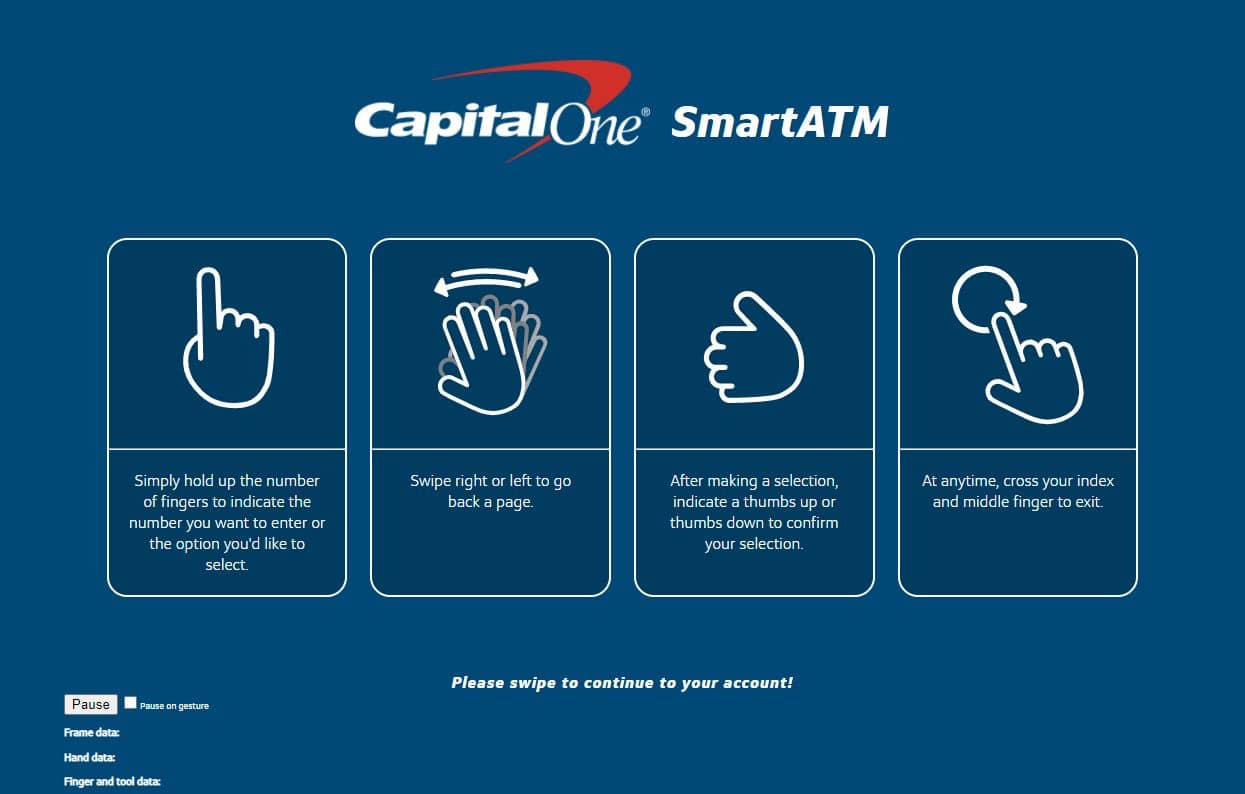 CapitalOne® SmartATM
Simply hold up the number
of fingers to indicate the
number you want to enter or
the option you'd like to
select.
Swipe right or left to go
back a page.
After making a selection,
indicate a thumbs up or
thumbs down to confirm
your selection.
At anytime, cross your index
and middle finger to exit.
Please swipe to continue to your account!
Pause Pause on gesture
Frame data:
Hand data:
Finger and tool data: